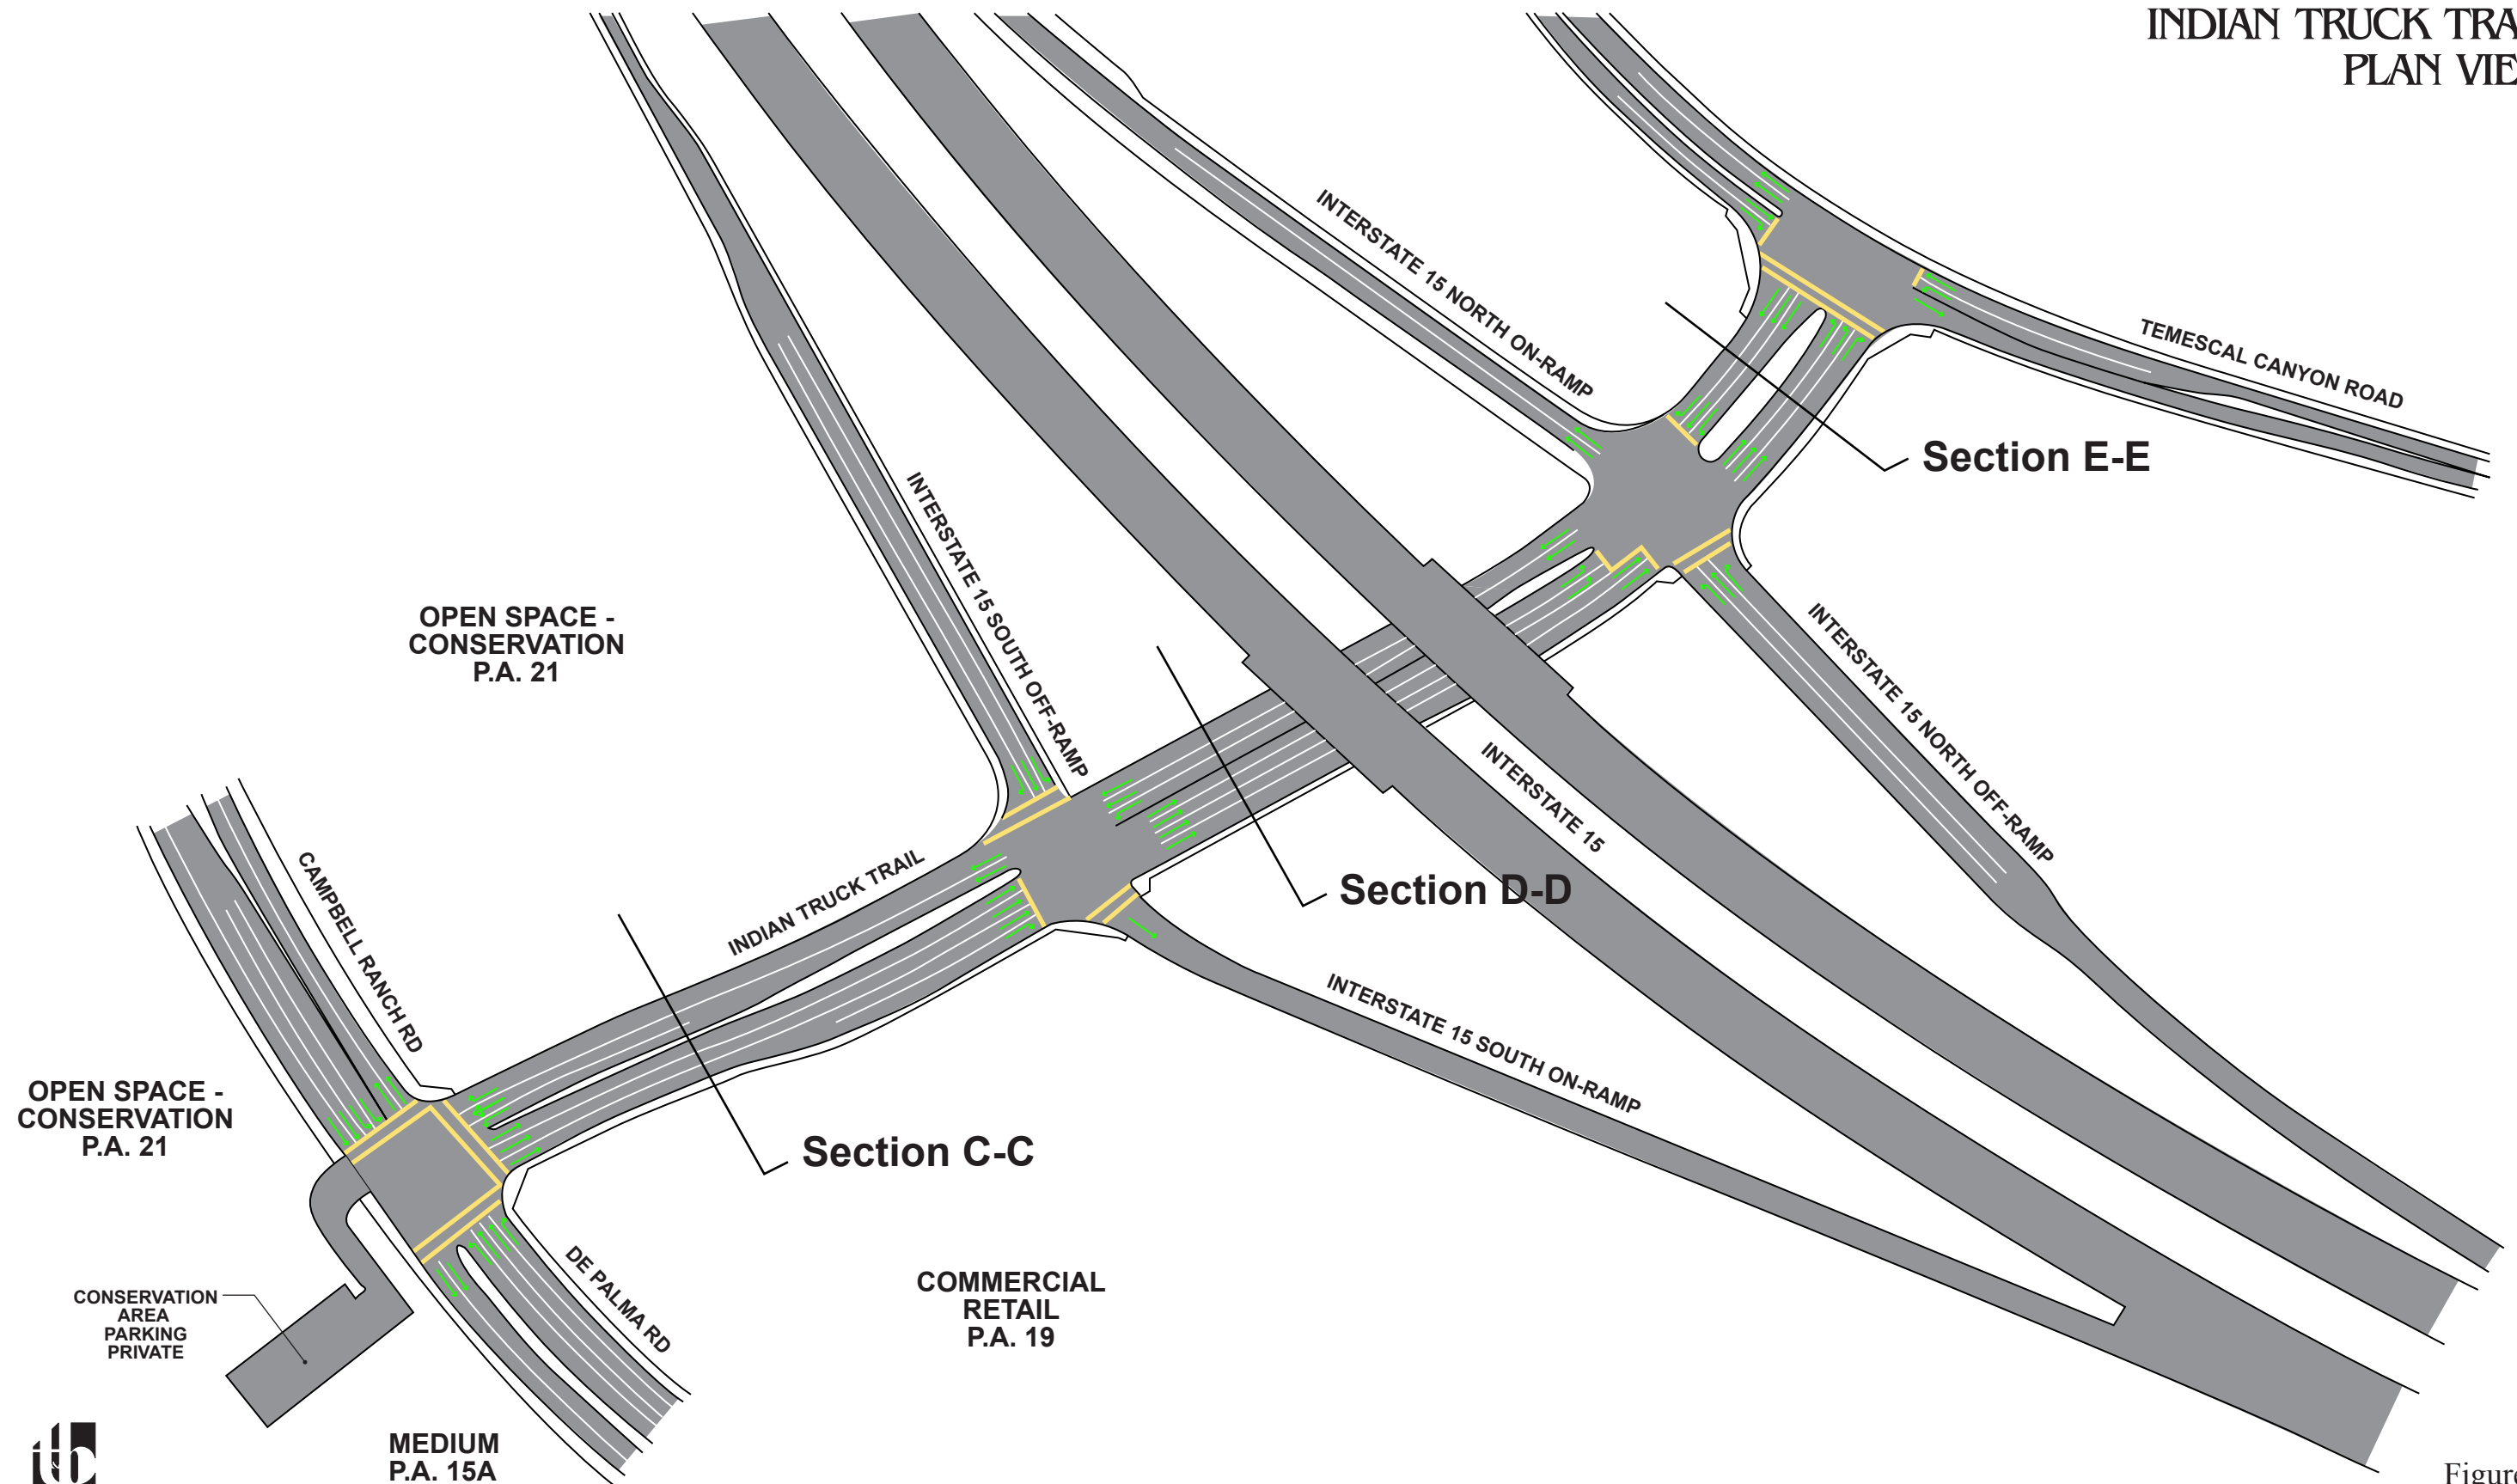 INDIAN TRUCK TRA
PLAN VIE
INTERSTATE 15 NORTH ON-RAMP
TEMESCAL CANYON ROAD
Section E-E
INTERSTATE 15 SOUTH OFF-RAMP
OPEN SPACE -
CONSERVATION
P.A. 21
INTERSTATE 15 NORTH OFF-RAMP
INTERSTATE 15
CAMPBELL RANCH RD
INDIAN TRUCK TRAIL
Section D-D
INTERSTATE 15 SOUTH ON-RAMP
OPEN SPACE -
CONSERVATION
P.A. 21
Section C-C
DE PALMA RD
CONSERVATION
AREA
PARKING
PRIVATE
COMMERCIAL
RETAIL
P.A. 19
MEDIUM
P.A. 15A
Figure